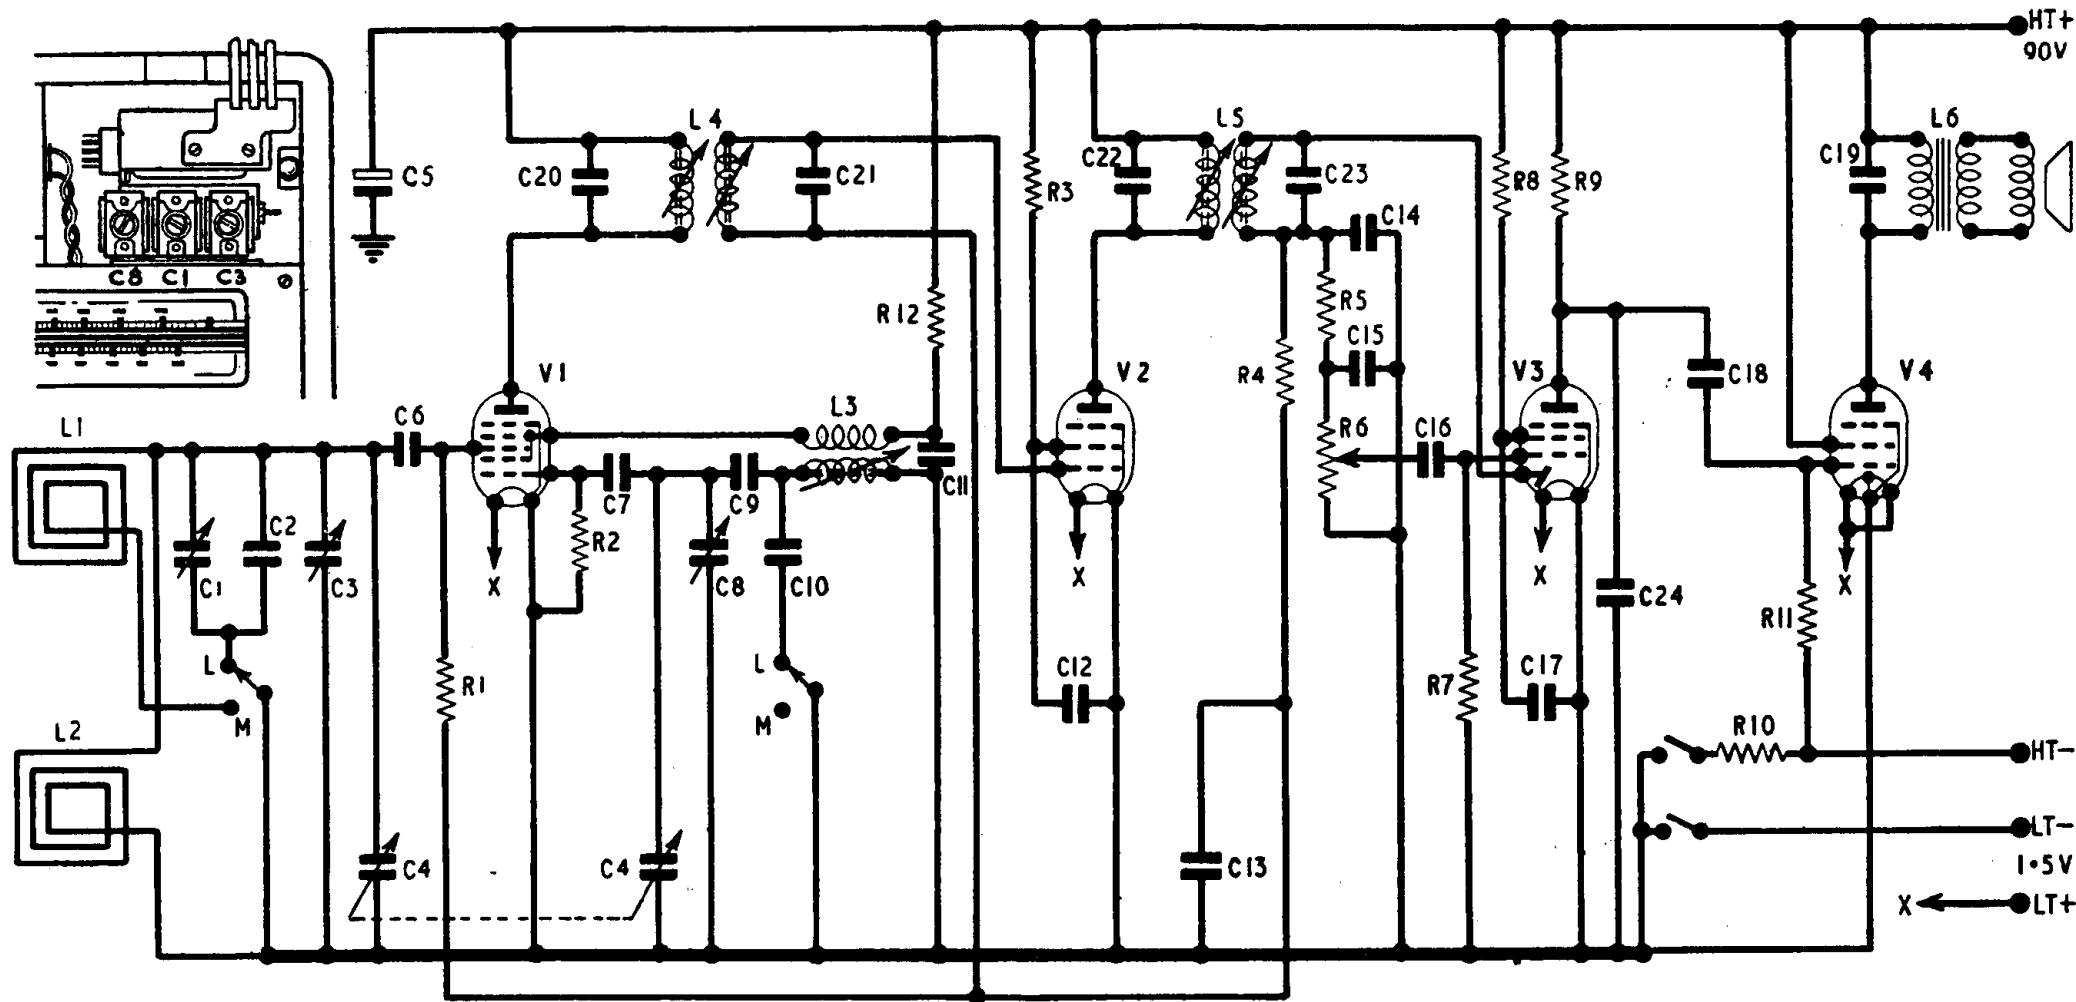 HT+
90V
L4
L5
L6
C5
C20
C21
R3
C22
C23
R8
R9
C19
C14
C8 C1 C3
R12
R5
C15
V1
V2
R4
V3
C18
V4
L1
C6
L3
R6
C16
C11
C1
C2
C3
X
R2
C7
C9
C8
C10
X
X
C24
X
R11
L
M
R1
L
M
C12
R7
C17
L2
R10
HT-
C4
C4
C13
LT-
1.5V
X
LT+